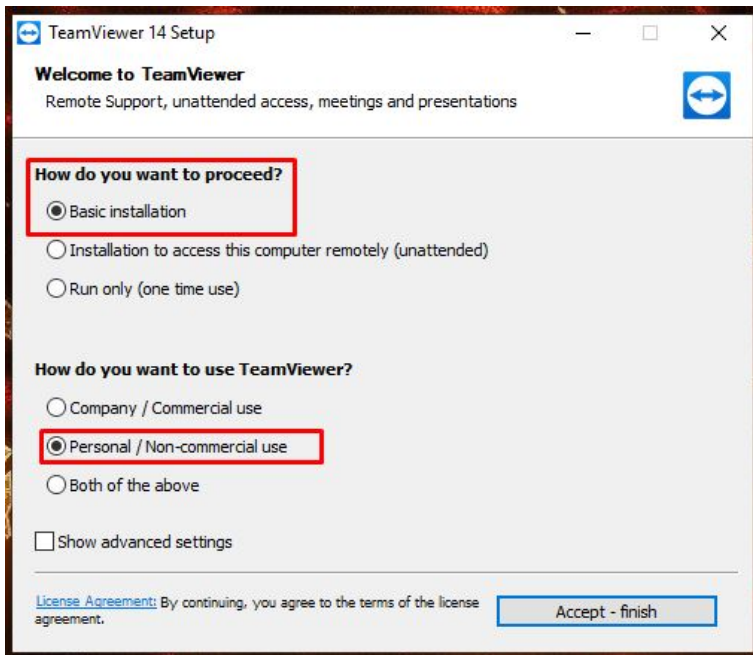 TeamViewer 14 Setup
Welcome to TeamViewer
Remote Support, unattended access, meetings and presentations
How do you want to proceed?
Basic installation
Installation to access this computer remotely (unattended)
Run only (one time use)
How do you want to use TeamViewer?
Company / Commercial use
Personal / Non-commercial use
Both of the above
Show advanced settings
License Agreement: By continuing, you agree to the terms of the license
agreement.
Accept - finish